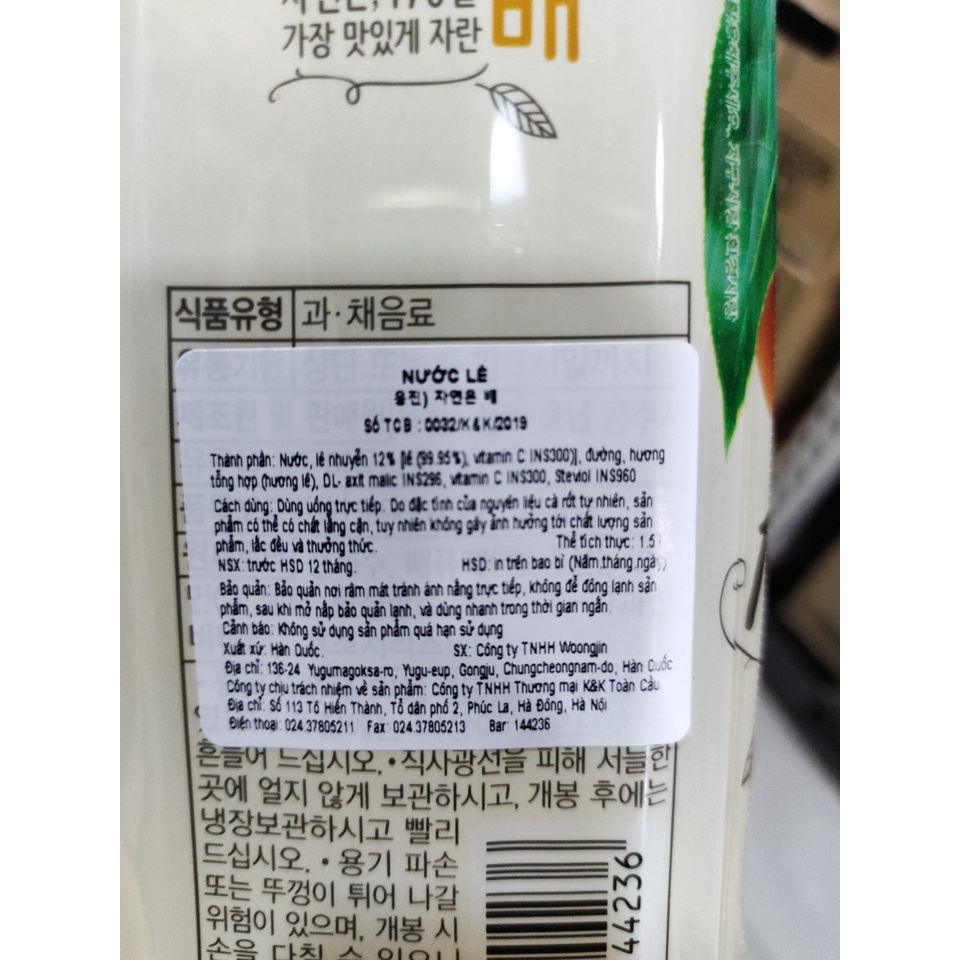 가장 맛있게 자란
배
식품유형 과·채음료
NƯỚC LÊ
웅진) 자연은 배
Số TCB : 0032/K&K/2019
Thành phần: Nước, lê nhuyễn 12% [lê (99.95%), vitamin C INS300)], đường, hương
tổng hợp (hương lê), DL- axít malic INS296, vitamin C INS300, Steviol INS960
Cách dùng: Dùng uống trực tiếp. Do đặc tính của nguyên liệu cà rốt tự nhiên, sản
phẩm có thể có chất lắng cặn, tuy nhiên không gây ảnh hưởng tới chất lượng sản
phẩm, lắc đều và thưởng thức. Thể tích thực: 1.5
NSX: trước HSD 12 tháng. HSD: in trên bao bì (Năm.tháng.ngày)
Bảo quản: Bảo quản nơi râm mát tránh ánh nắng trực tiếp, không để đông lạnh sản
phẩm, sau khi mở nắp bảo quản lạnh, và dùng nhanh trong thời gian ngắn
Cảnh báo: Không sử dụng sản phẩm quá hạn sử dụng
Xuất xứ: Hàn Quốc. SX: Công ty TNHH Woongjin
Địa chỉ: 136-24 Yugumagoksa-ro, Yugu-eup, Gongju, Chungcheongnam-do, Hàn Quốc
Công ty chịu trách nhiệm về sản phẩm: Công ty TNHH Thương mại K&K Toàn Cầu
Địa chỉ: Số 113 Tô Hiến Thành, Tổ dân phố 2, Phúc La, Hà Đông, Hà Nội
Điện thoại: 024.37805211 Fax: 024.37805213 Bar: 144236
흔들어 드십시오. •직사광선을 피해 서늘한
곳에 얼지 않게 보관하시고, 개봉 후에는
냉장보관하시고 빨리
드십시오. •용기 파손
또는 뚜껑이 튀어 나갈
위험이 있으며, 개봉 시
손을 다칠 수 있으니
44236